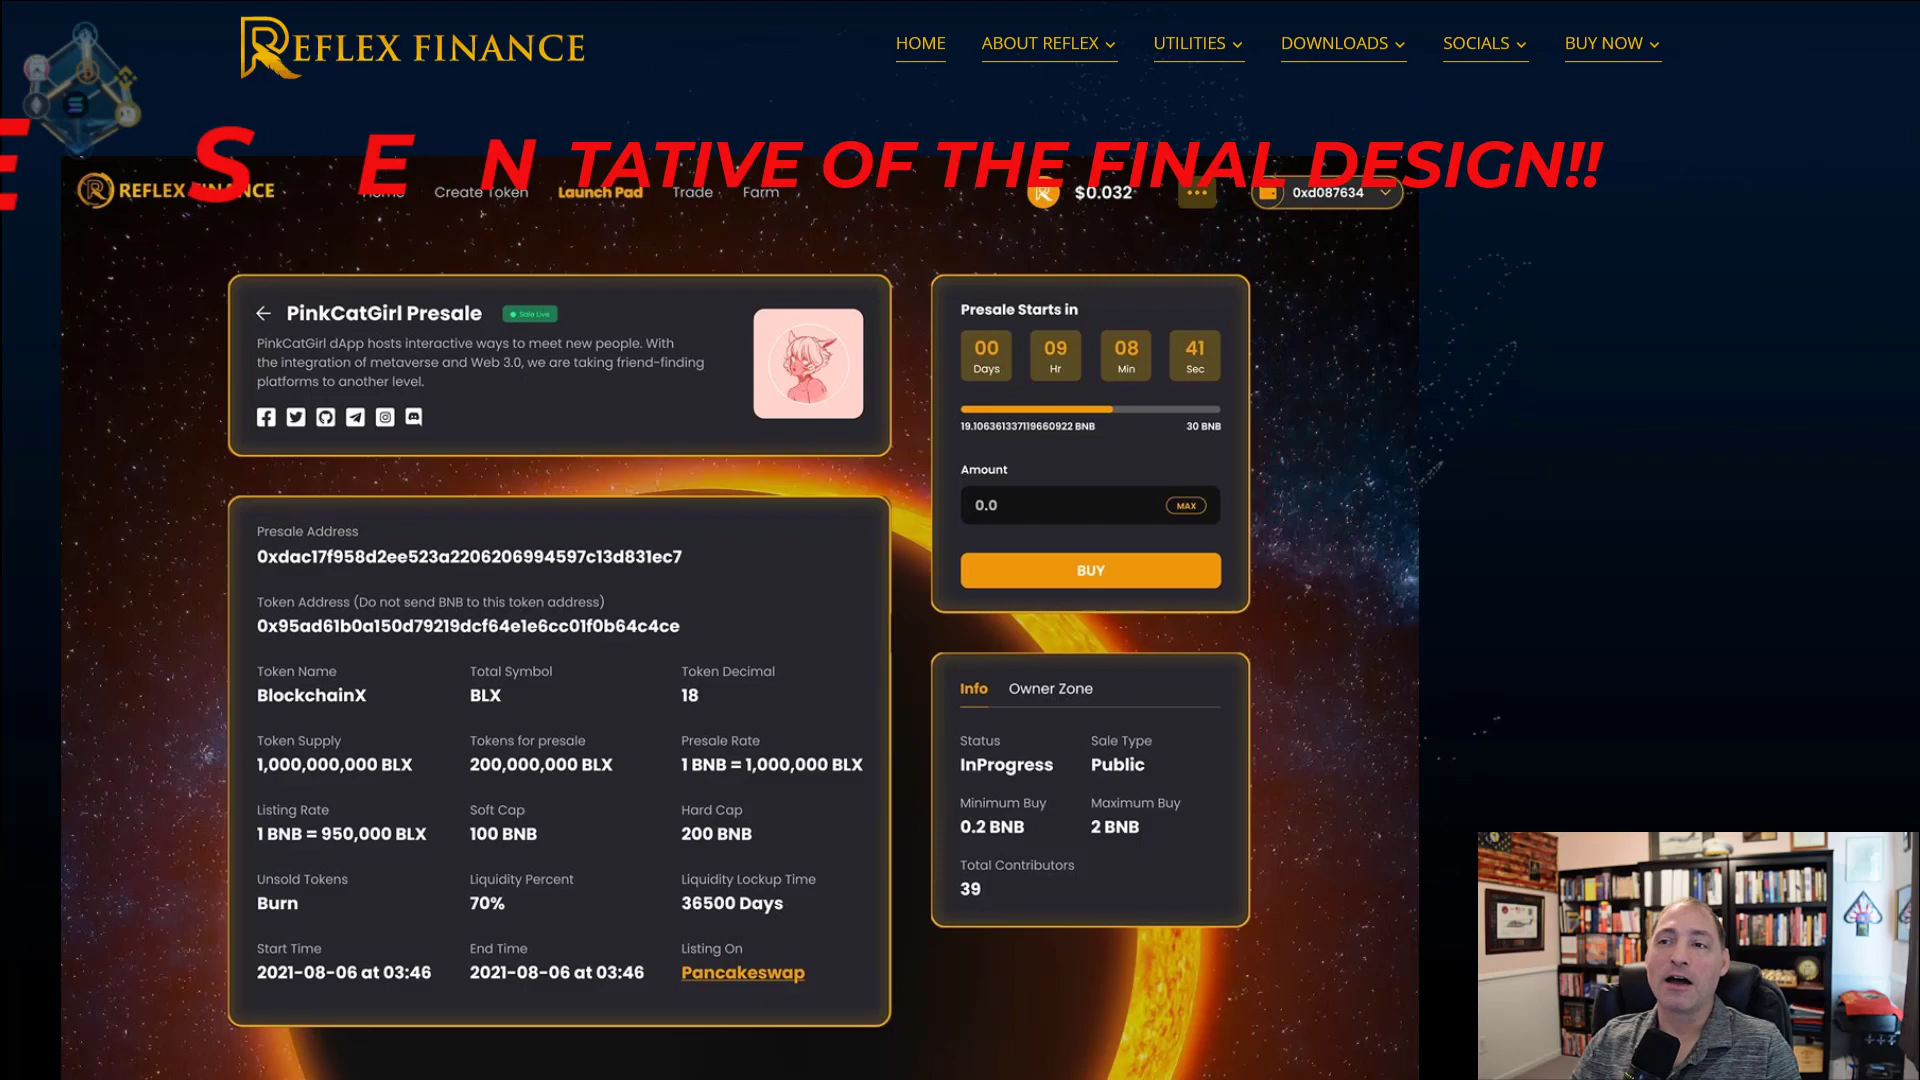 REFLEX FINANCE
HOME ABOUT REFLEX UTILITIES DOWNLOADS SOCIALS BUY NOW
E S E N TATIVE OF THE FINAL DESIGN!!
Home Create Token Launch Pad Trade Farm $0.032 0xd087634
PinkCatGirl Presale Sale Live
PinkCatGirl dApp hosts interactive ways to meet new people. With
the integration of metaverse and Web 3.0, we are taking friend-finding
platforms to another level.
Presale Starts in
00 09 08 41
Days Hr Min Sec
19.106361337119660922 BNB 30 BNB
Amount
0.0 MAX
BUY
Presale Address
0xdac17f958d2ee523a2206206994597c13d831ec7
Token Address (Do not send BNB to this token address)
0x95ad61b0a150d79219dcf64e1e6cc01f0b64c4ce
Token Name Total Symbol Token Decimal
BlockchainX BLX 18
Token Supply Tokens for presale Presale Rate
1,000,000,000 BLX 200,000,000 BLX 1 BNB = 1,000,000 BLX
Listing Rate Soft Cap Hard Cap
1 BNB = 950,000 BLX 100 BNB 200 BNB
Unsold Tokens Liquidity Percent Liquidity Lockup Time
Burn 70% 36500 Days
Start Time End Time Listing On
2021-08-06 at 03:46 2021-08-06 at 03:46 Pancakeswap
Info Owner Zone
Status Sale Type
InProgress Public
Minimum Buy Maximum Buy
0.2 BNB 2 BNB
Total Contributors
39